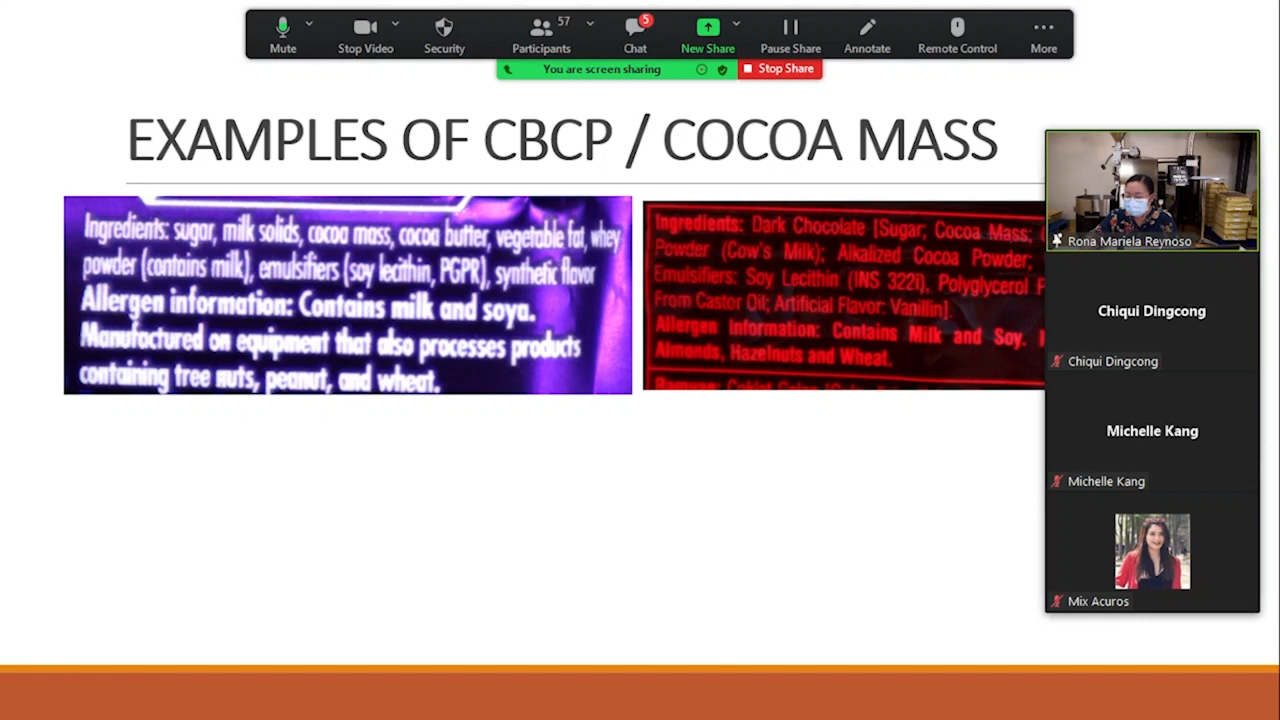 57
5
Mute
Stop Video
Security
Participants
Chat
New Share
Pause Share
Annotate
Remote Control
More
You are screen sharing
Stop Share
EXAMPLES OF CBCP / COCOA MASS
Ingredients: sugar, milk solids, cocoa mass, cocoa butter, vegetable fat, whey
powder (contains milk), emulsifiers (soy lecithin, PGPR), synthetic flavor
Allergen information: Contains milk and soya.
Manufactured on equipment that also processes products
containing tree nuts, peanut, and wheat.
Ingredients: Dark Chocolate [Sugar; Cocoa Mass;
Powder (Cow's Milk); Alkalized Cocoa Powder;
Emulsifiers: Soy Lecithin (INS 322i), Polyglycerol
From Castor Oil; Artificial Flavor: Vanillin].
Allergen Information: Contains Milk and Soy.
Almonds, Hazelnuts and Wheat.
Rona Mariela Reynoso
Chiqui Dingcong
Chiqui Dingcong
Michelle Kang
Michelle Kang
Mix Acuros